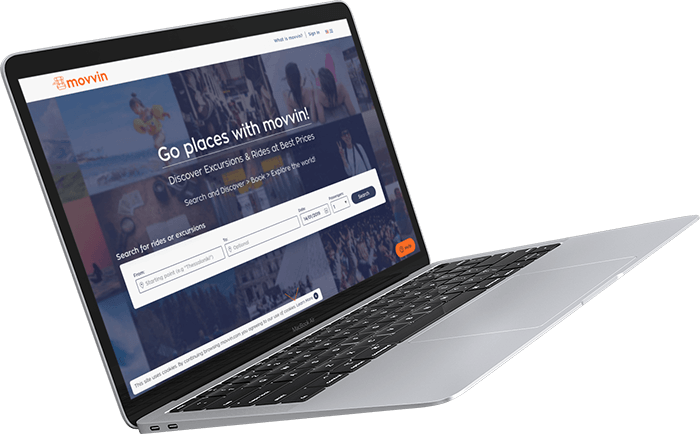 movvin
What is movvin?
Sign in
Go places with movvin!
Discover Excursions & Rides at Best Prices
Search and Discover > Book > Explore the world
Search for rides or excursions
From:
Starting point (e.g "Thessaloniki")
To:
Optional
Date:
14/01/2019
Passengers:
1
Search
Help
This site uses cookies. By continuing browsing movvin.com you agreeing to our use of cookies. Learn more
MacBook Air